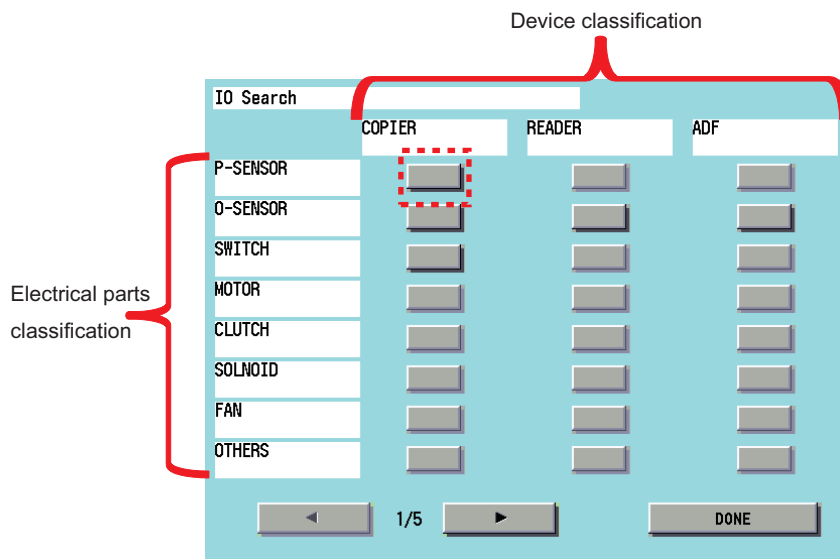 Device classification
IO Search
COPIER READER ADF
P-SENSOR
O-SENSOR
SWITCH
Electrical parts
classification
MOTOR
CLUTCH
SOLNOID
FAN
OTHERS
◄ 1/5 ► DONE